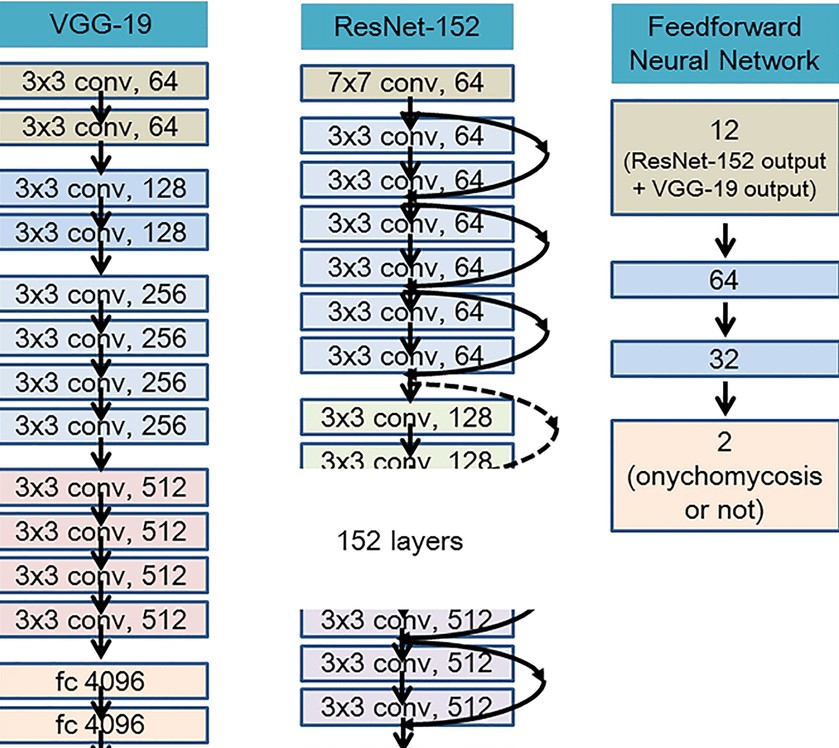 VGG-19
3x3 conv, 64
3x3 conv, 64
3x3 conv, 128
3x3 conv, 128
3x3 conv, 256
3x3 conv, 256
3x3 conv, 256
3x3 conv, 256
3x3 conv, 512
3x3 conv, 512
3x3 conv, 512
3x3 conv, 512
fc 4096
fc 4096
ResNet-152
7x7 conv, 64
3x3 conv, 64
3x3 conv, 64
3x3 conv, 64
3x3 conv, 64
3x3 conv, 64
3x3 conv, 64
3x3 conv, 128
3x3 conv, 128
152 layers
3x3 conv, 512
3x3 conv, 512
3x3 conv, 512
Feedforward
Neural Network
12
(ResNet-152 output
+ VGG-19 output)
64
32
2
(onychomycosis
or not)